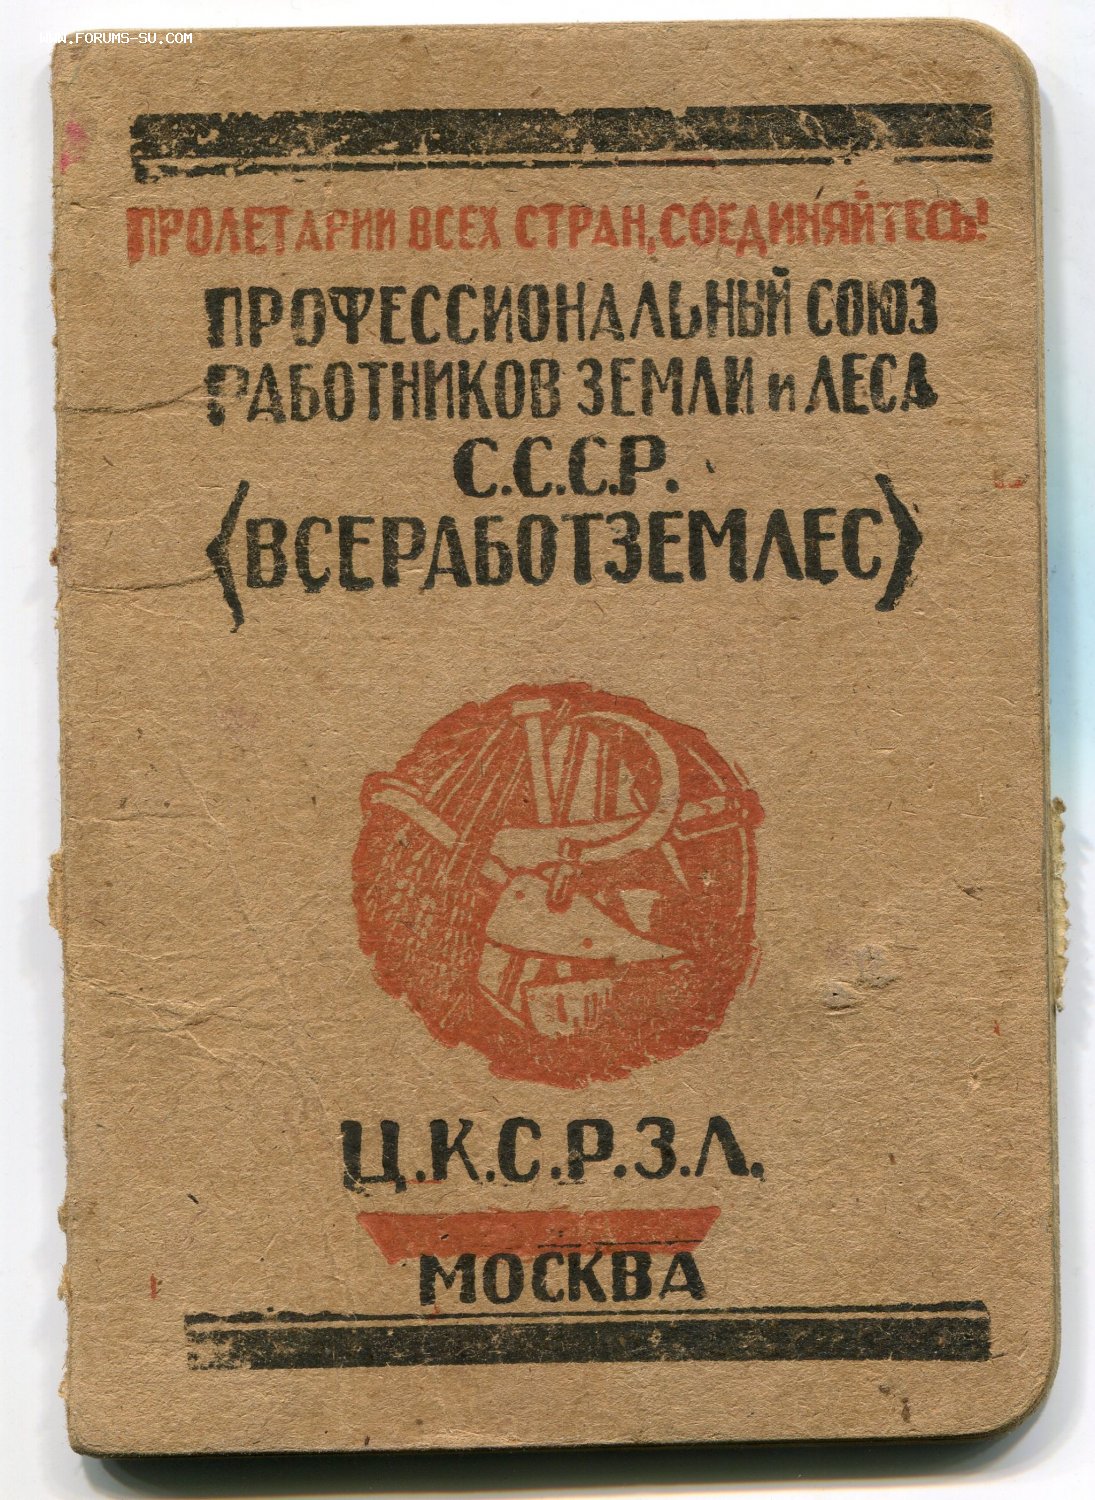 WWW.FORUMS-SU.COM
ПРОЛЕТАРИИ ВСЕХ СТРАН, СОЕДИНЯЙТЕСЬ!
ПРОФЕССИОНАЛЬНЫЙ СОЮЗ
РАБОТНИКОВ ЗЕМЛИ и ЛЕСА
С.С.С.Р.
(ВСЕРАБОТЗЕМЛЕС)
Ц.К.С.Р.З.Л.
МОСКВА